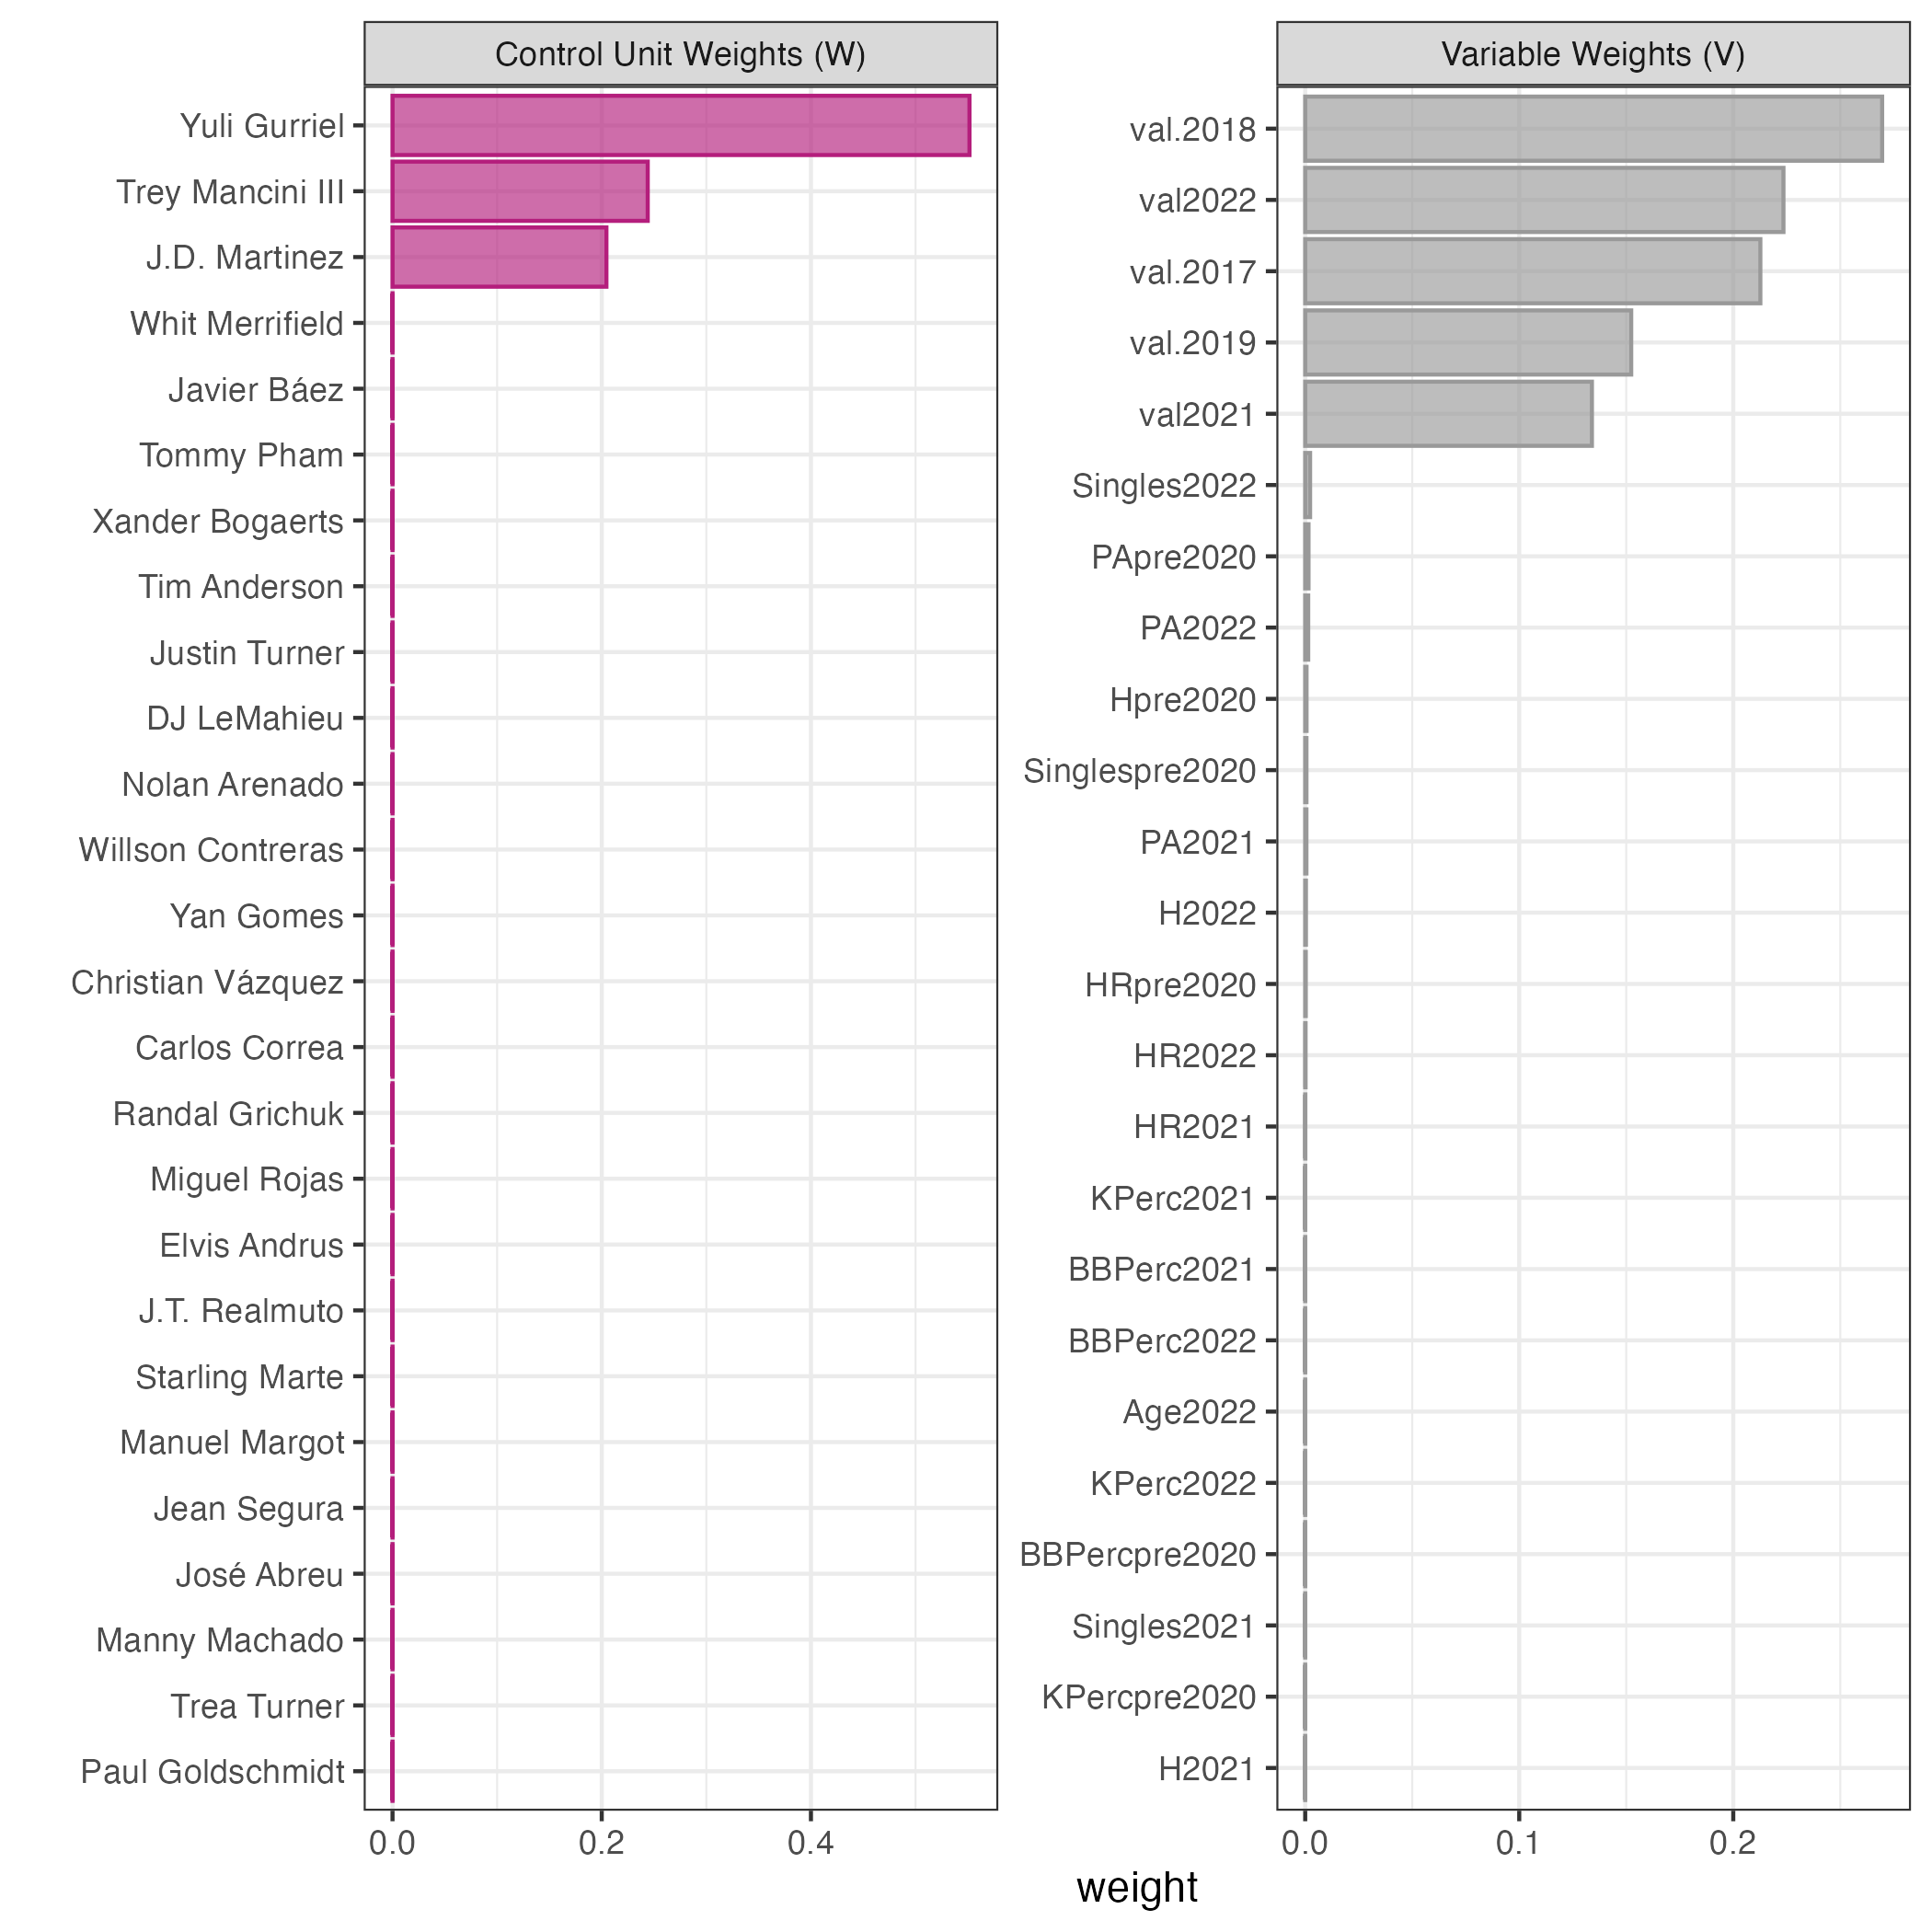 Control Unit Weights (W)
Yuli Gurriel
Trey Mancini III
J.D. Martinez
Whit Merrifield
Javier Báez
Tommy Pham
Xander Bogaerts
Tim Anderson
Justin Turner
DJ LeMahieu
Nolan Arenado
Willson Contreras
Yan Gomes
Christian Vázquez
Carlos Correa
Randal Grichuk
Miguel Rojas
Elvis Andrus
J.T. Realmuto
Starling Marte
Manuel Margot
Jean Segura
José Abreu
Manny Machado
Trea Turner
Paul Goldschmidt
0.0 0.2 0.4
Variable Weights (V)
val.2018
val2022
val.2017
val.2019
val2021
Singles2022
PApre2020
PA2022
Hpre2020
Singlespre2020
PA2021
H2022
HRpre2020
HR2022
HR2021
KPerc2021
BBPerc2021
BBPerc2022
Age2022
KPerc2022
BBPercpre2020
Singles2021
KPercpre2020
H2021
0.0 0.1 0.2
weight